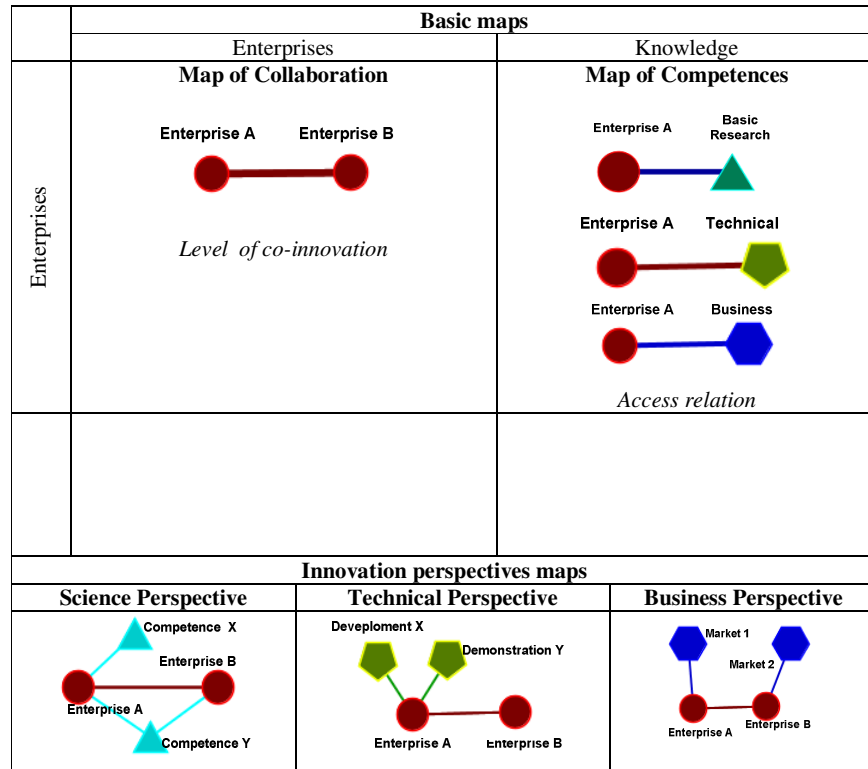 Basic maps
Enterprises
Knowledge
Enterprises
Map of Collaboration
Enterprise A
Enterprise B
Level of co-innovation
Map of Competences
Enterprise A
Basic
Research
Enterprise A
Technical
Enterprise A
Business
Access relation
Innovation perspectives maps
Science Perspective
Technical Perspective
Business Perspective
Competence X
Enterprise B
Enterprise A
Competence Y
Deveploment X
Demonstration Y
Enterprise A
Enterprise B
Market 1
Market 2
Enterprise B
Enterprise A